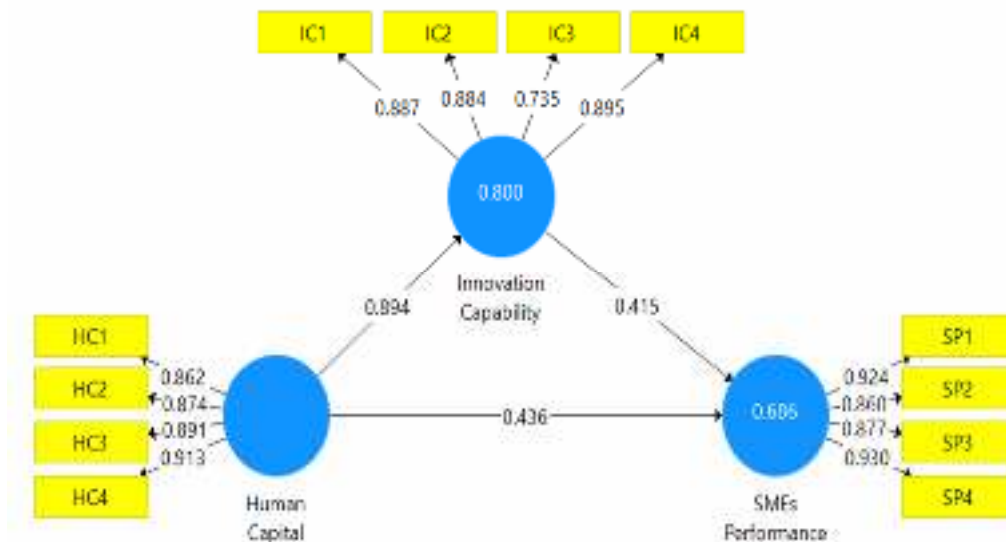 IC1 IC2 IC3 IC4
0.887 0.884 0.735 0.895
0.800
Innovation
Capability
0.894 0.415
HC1
HC2
HC3
HC4
0.862
0.874
0.891
0.913
Human
Capital
0.436
0.686
SMEs
Performance
0.924
0.860
0.877
0.930
SP1
SP2
SP3
SP4